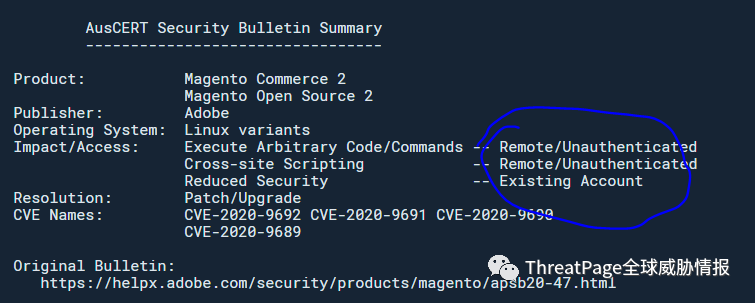 AusCERT Security Bulletin Summary
---------------------------------
Product: Magento Commerce 2
Magento Open Source 2
Publisher: Adobe
Operating System: Linux variants
Impact/Access: Execute Arbitrary Code/Commands -- Remote/Unauthenticated
Cross-site Scripting -- Remote/Unauthenticated
Reduced Security -- Existing Account
Resolution: Patch/Upgrade
CVE Names: CVE-2020-9692 CVE-2020-9691 CVE-2020-9690
CVE-2020-9689
Original Bulletin:
https://helpx.adobe.com/security/products/magento/apsb20-47.html
ThreatPage全球威胁情报